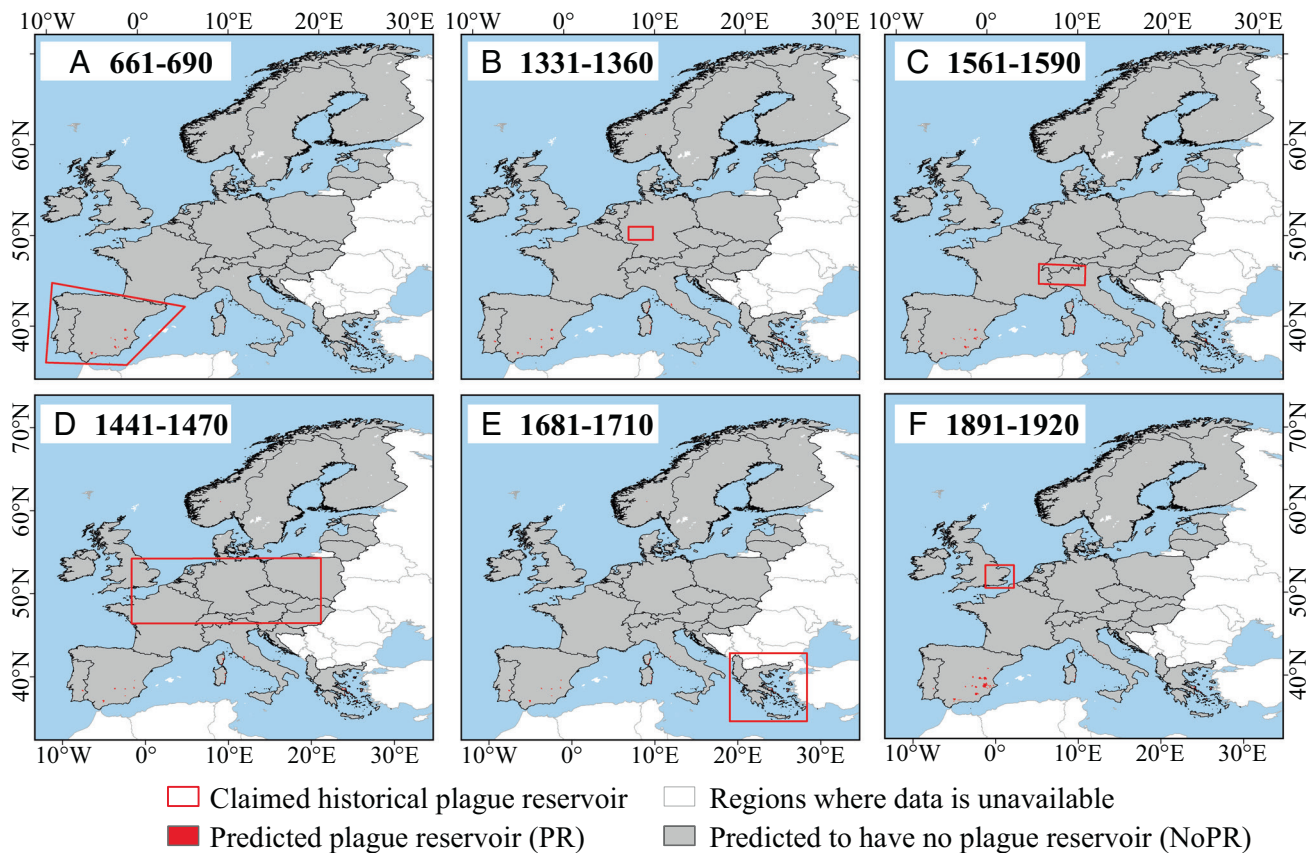 10°W 0° 10°E 20°E 30°E 10°W 0° 10°E 20°E 30°E 10°W 0° 10°E 20°E 30°E
A 661-690
B 1331-1360
C 1561-1590
60°N
50°N
40°N
60°N
50°N
40°N
D 1441-1470
E 1681-1710
F 1891-1920
70°N
60°N
50°N
40°N
70°N
60°N
50°N
40°N
10°W 0° 10°E 20°E 30°E 10°W 0° 10°E 20°E 30°E 10°W 0° 10°E 20°E 30°E
Claimed historical plague reservoir
Regions where data is unavailable
Predicted plague reservoir (PR)
Predicted to have no plague reservoir (NoPR)